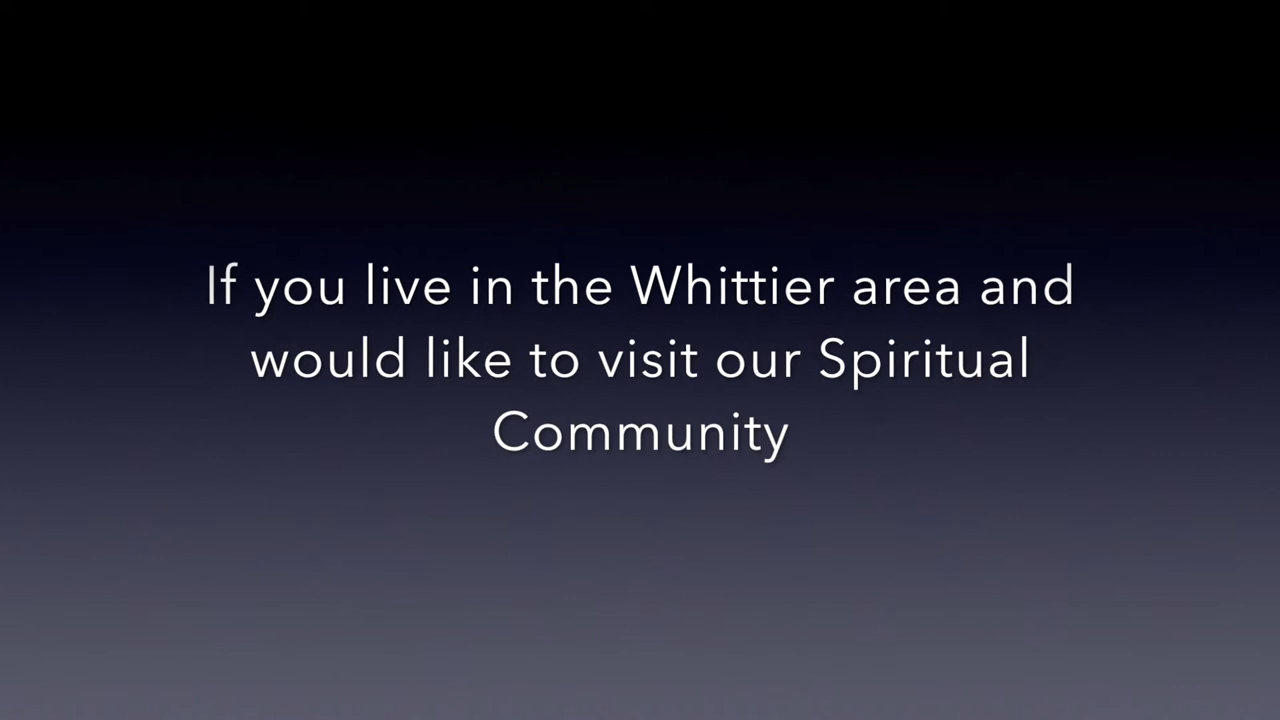 If you live in the Whittier area and
would like to visit our Spiritual
Community